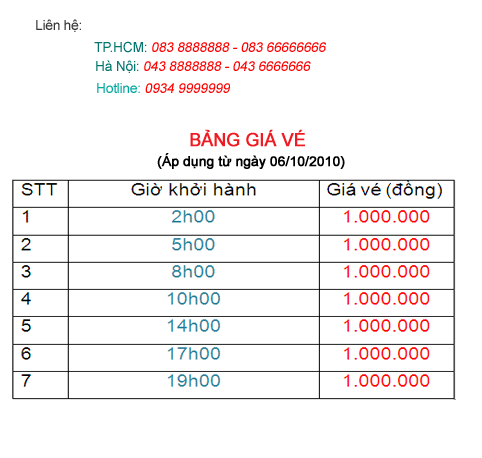 Liên hệ:
TP.HCM: 083 8888888 - 083 66666666
Hà Nội: 043 8888888 - 043 6666666
Hotline: 0934 9999999
BẢNG GIÁ VÉ
(Áp dụng từ ngày 06/10/2010)
STT Giờ khởi hành Giá vé (đồng)
1 2h00 1.000.000
2 5h00 1.000.000
3 8h00 1.000.000
4 10h00 1.000.000
5 14h00 1.000.000
6 17h00 1.000.000
7 19h00 1.000.000